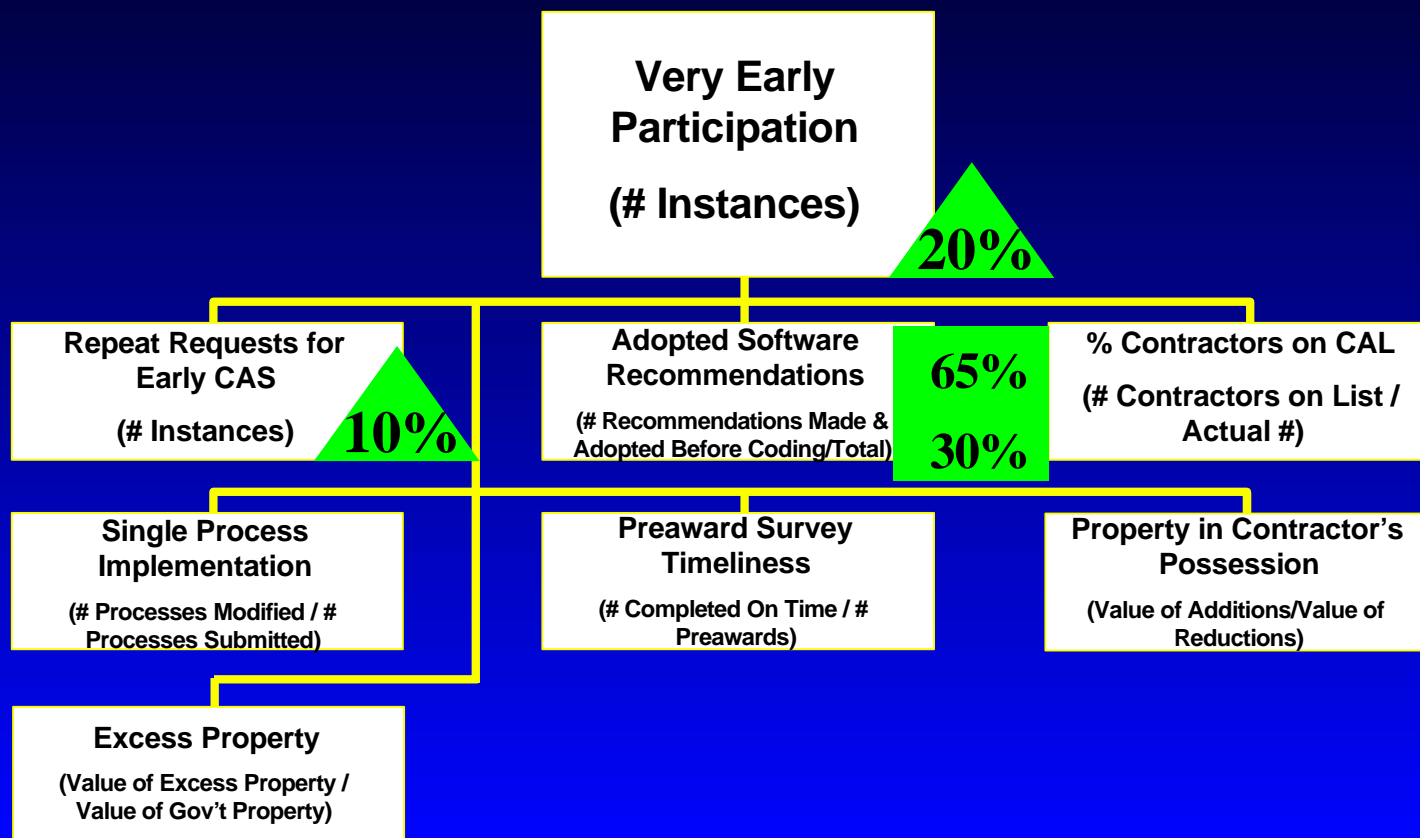 Very Early
Participation
(# Instances)
20%
Repeat Requests for
Early CAS
(# Instances)
10%
Adopted Software
Recommendations
(# Recommendations Made &
Adopted Before Coding/Total)
65%
30%
% Contractors on CAL
(# Contractors on List /
Actual #)
Single Process
Implementation
(# Processes Modified / #
Processes Submitted)
Preaward Survey
Timeliness
(# Completed On Time / #
Preawards)
Property in Contractor’s
Possession
(Value of Additions/Value of
Reductions)
Excess Property
(Value of Excess Property /
Value of Gov’t Property)